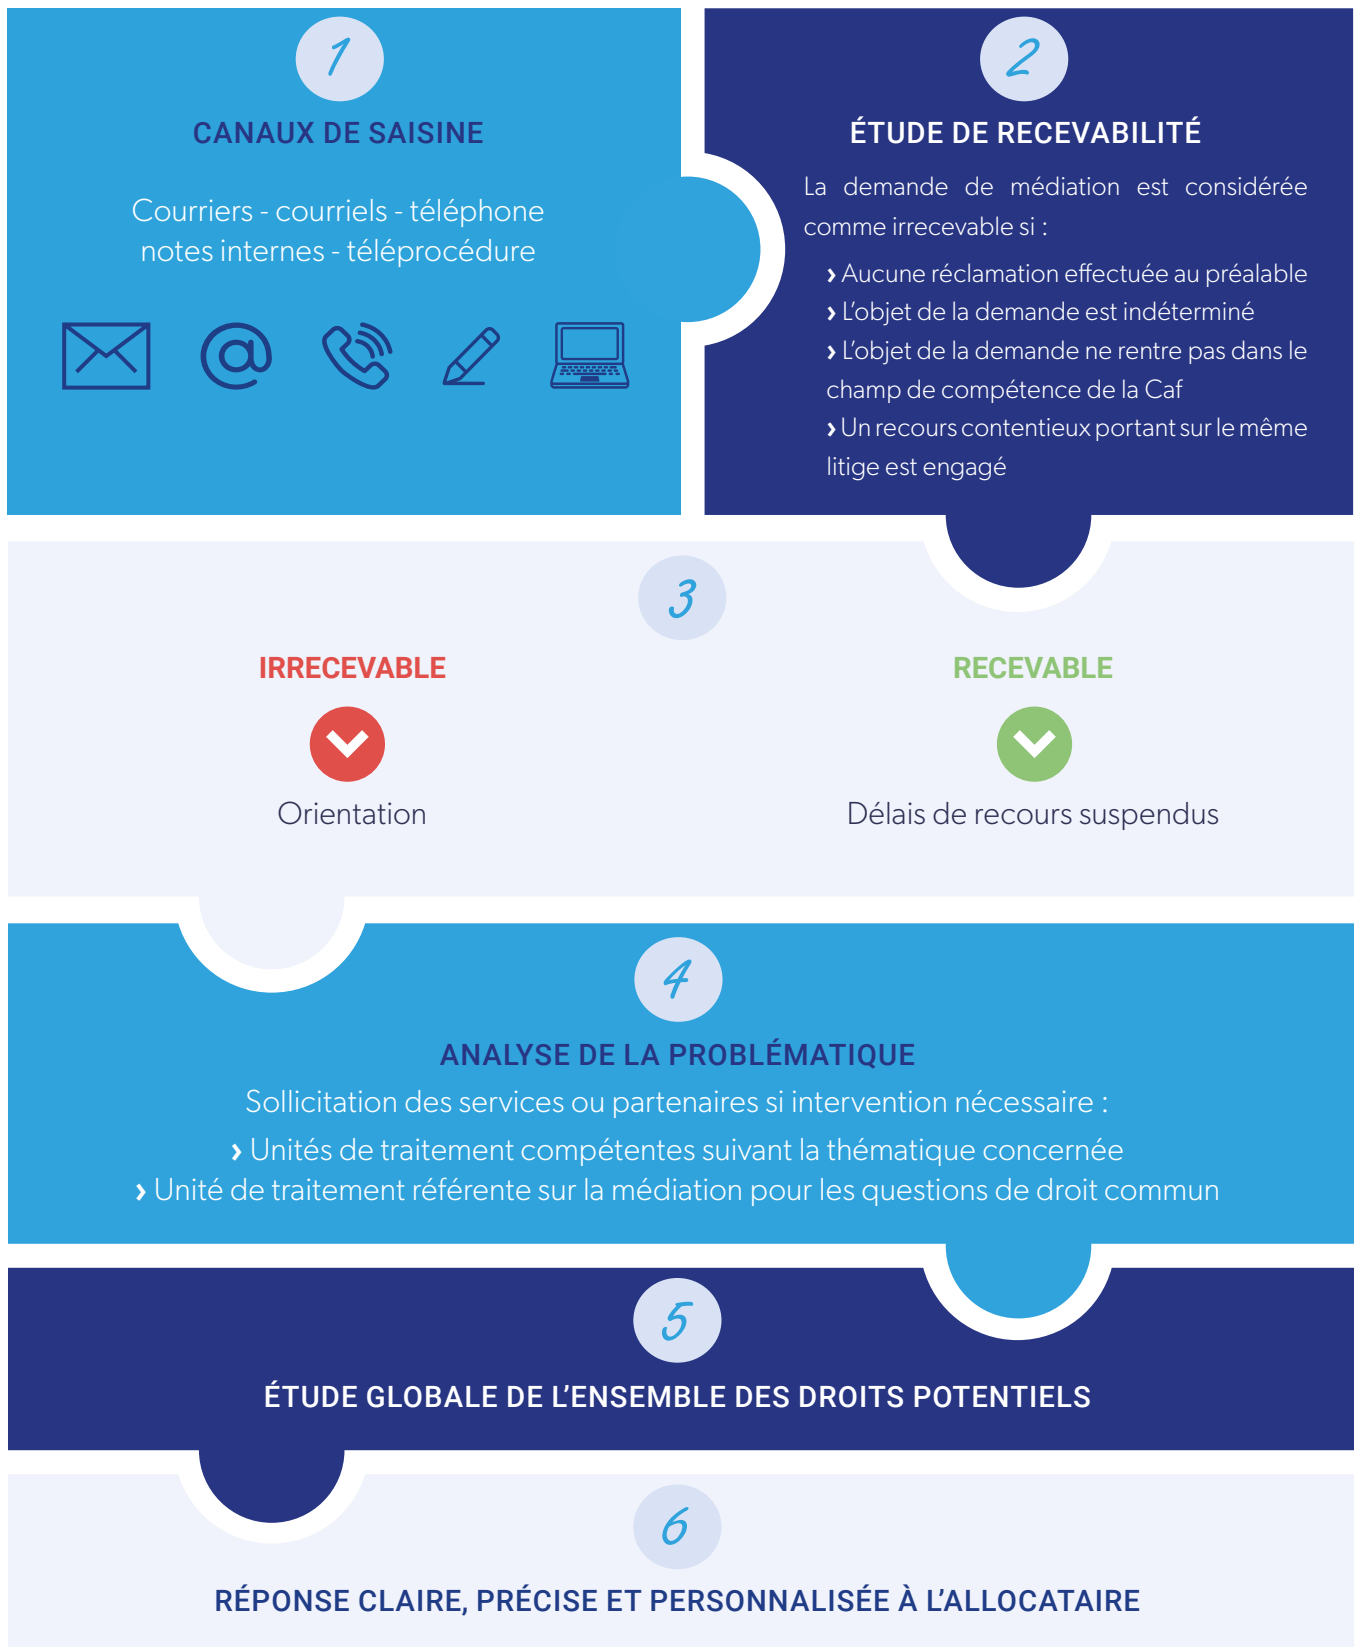 1
CANAUX DE SAISINE
Courriers - courriels - téléphone
notes internes - téléprocédure
2
ÉTUDE DE RECEVABILITÉ
La demande de médiation est considérée
comme irrecevable si :
› Aucune réclamation effectuée au préalable
› L’objet de la demande est indéterminé
› L’objet de la demande ne rentre pas dans le
champ de compétence de la Caf
› Un recours contentieux portant sur le même
litige est engagé
3
IRRECEVABLE
Orientation
RECEVABLE
Délais de recours suspendus
4
ANALYSE DE LA PROBLÉMATIQUE
Sollicitation des services ou partenaires si intervention nécessaire :
› Unités de traitement compétentes suivant la thématique concernée
› Unité de traitement référente sur la médiation pour les questions de droit commun
5
ÉTUDE GLOBALE DE L’ENSEMBLE DES DROITS POTENTIELS
6
RÉPONSE CLAIRE, PRÉCISE ET PERSONNALISÉE À L’ALLOCATAIRE